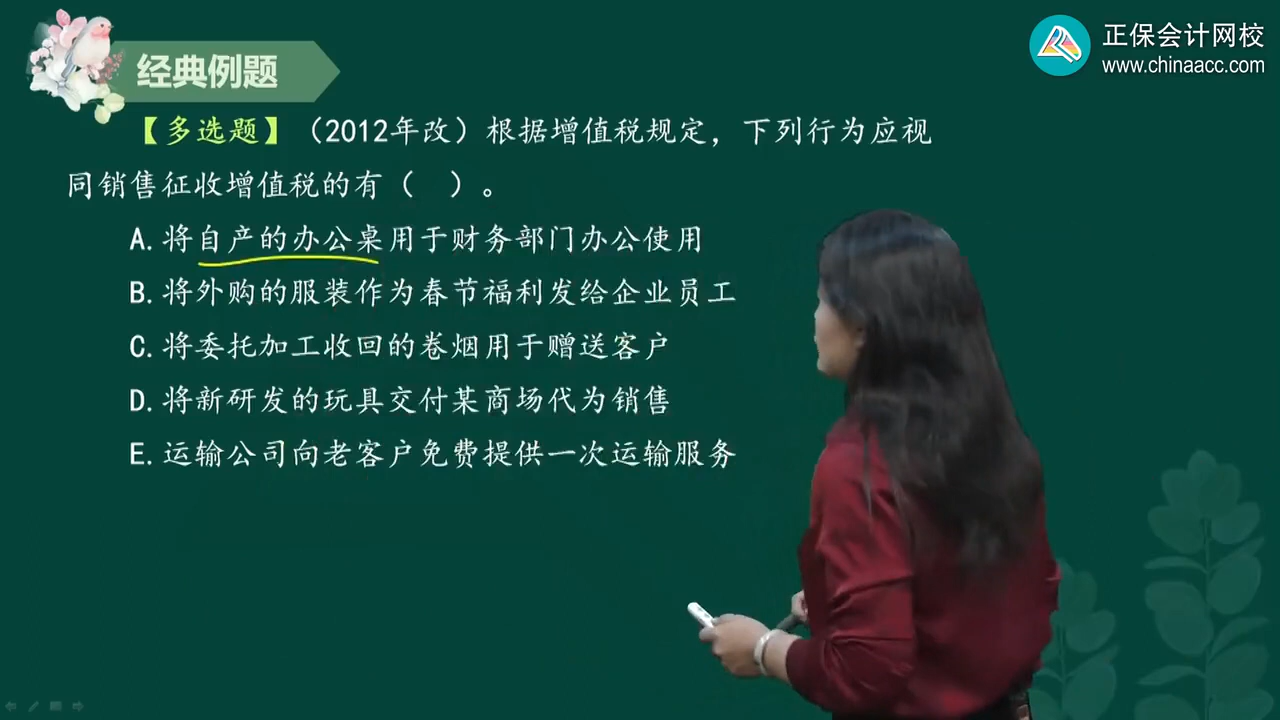 正保会计网校
www.chinaacc.com
经典例题
【多选题】（2012年改）根据增值税规定，下列行为应视
同销售征收增值税的有（ ）。
A.将自产的办公桌用于财务部门办公使用
B.将外购的服装作为春节福利发给企业员工
C.将委托加工收回的卷烟用于赠送客户
D.将新研发的玩具交付某商场代为销售
E.运输公司向老客户免费提供一次运输服务